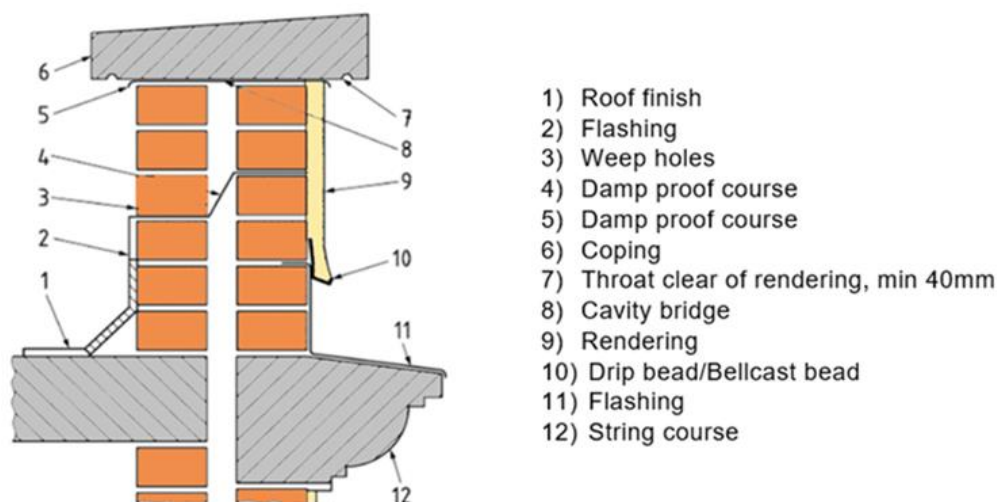 6
5
4
3
2
1
7
8
9
10
11
12
1) Roof finish
2) Flashing
3) Weep holes
4) Damp proof course
5) Damp proof course
6) Coping
7) Throat clear of rendering, min 40mm
8) Cavity bridge
9) Rendering
10) Drip bead/Bellcast bead
11) Flashing
12) String course